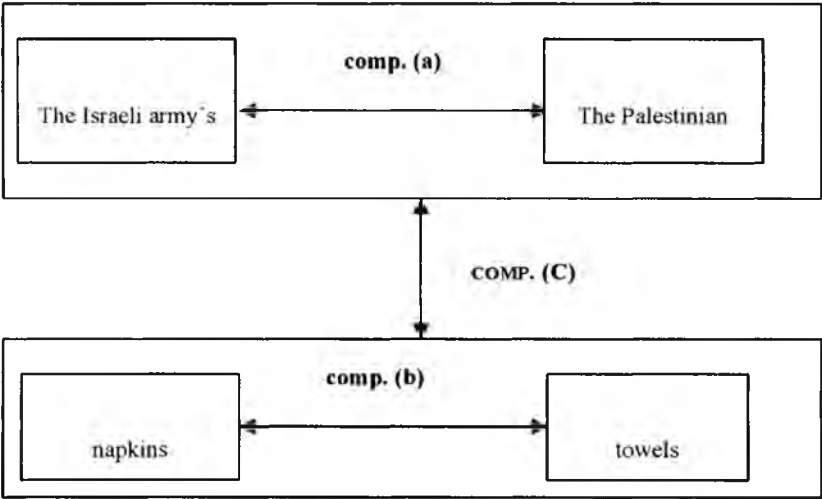 comp. (a)
The Israeli army`s
The Palestinian
COMP. (C)
comp. (b)
napkins
towels